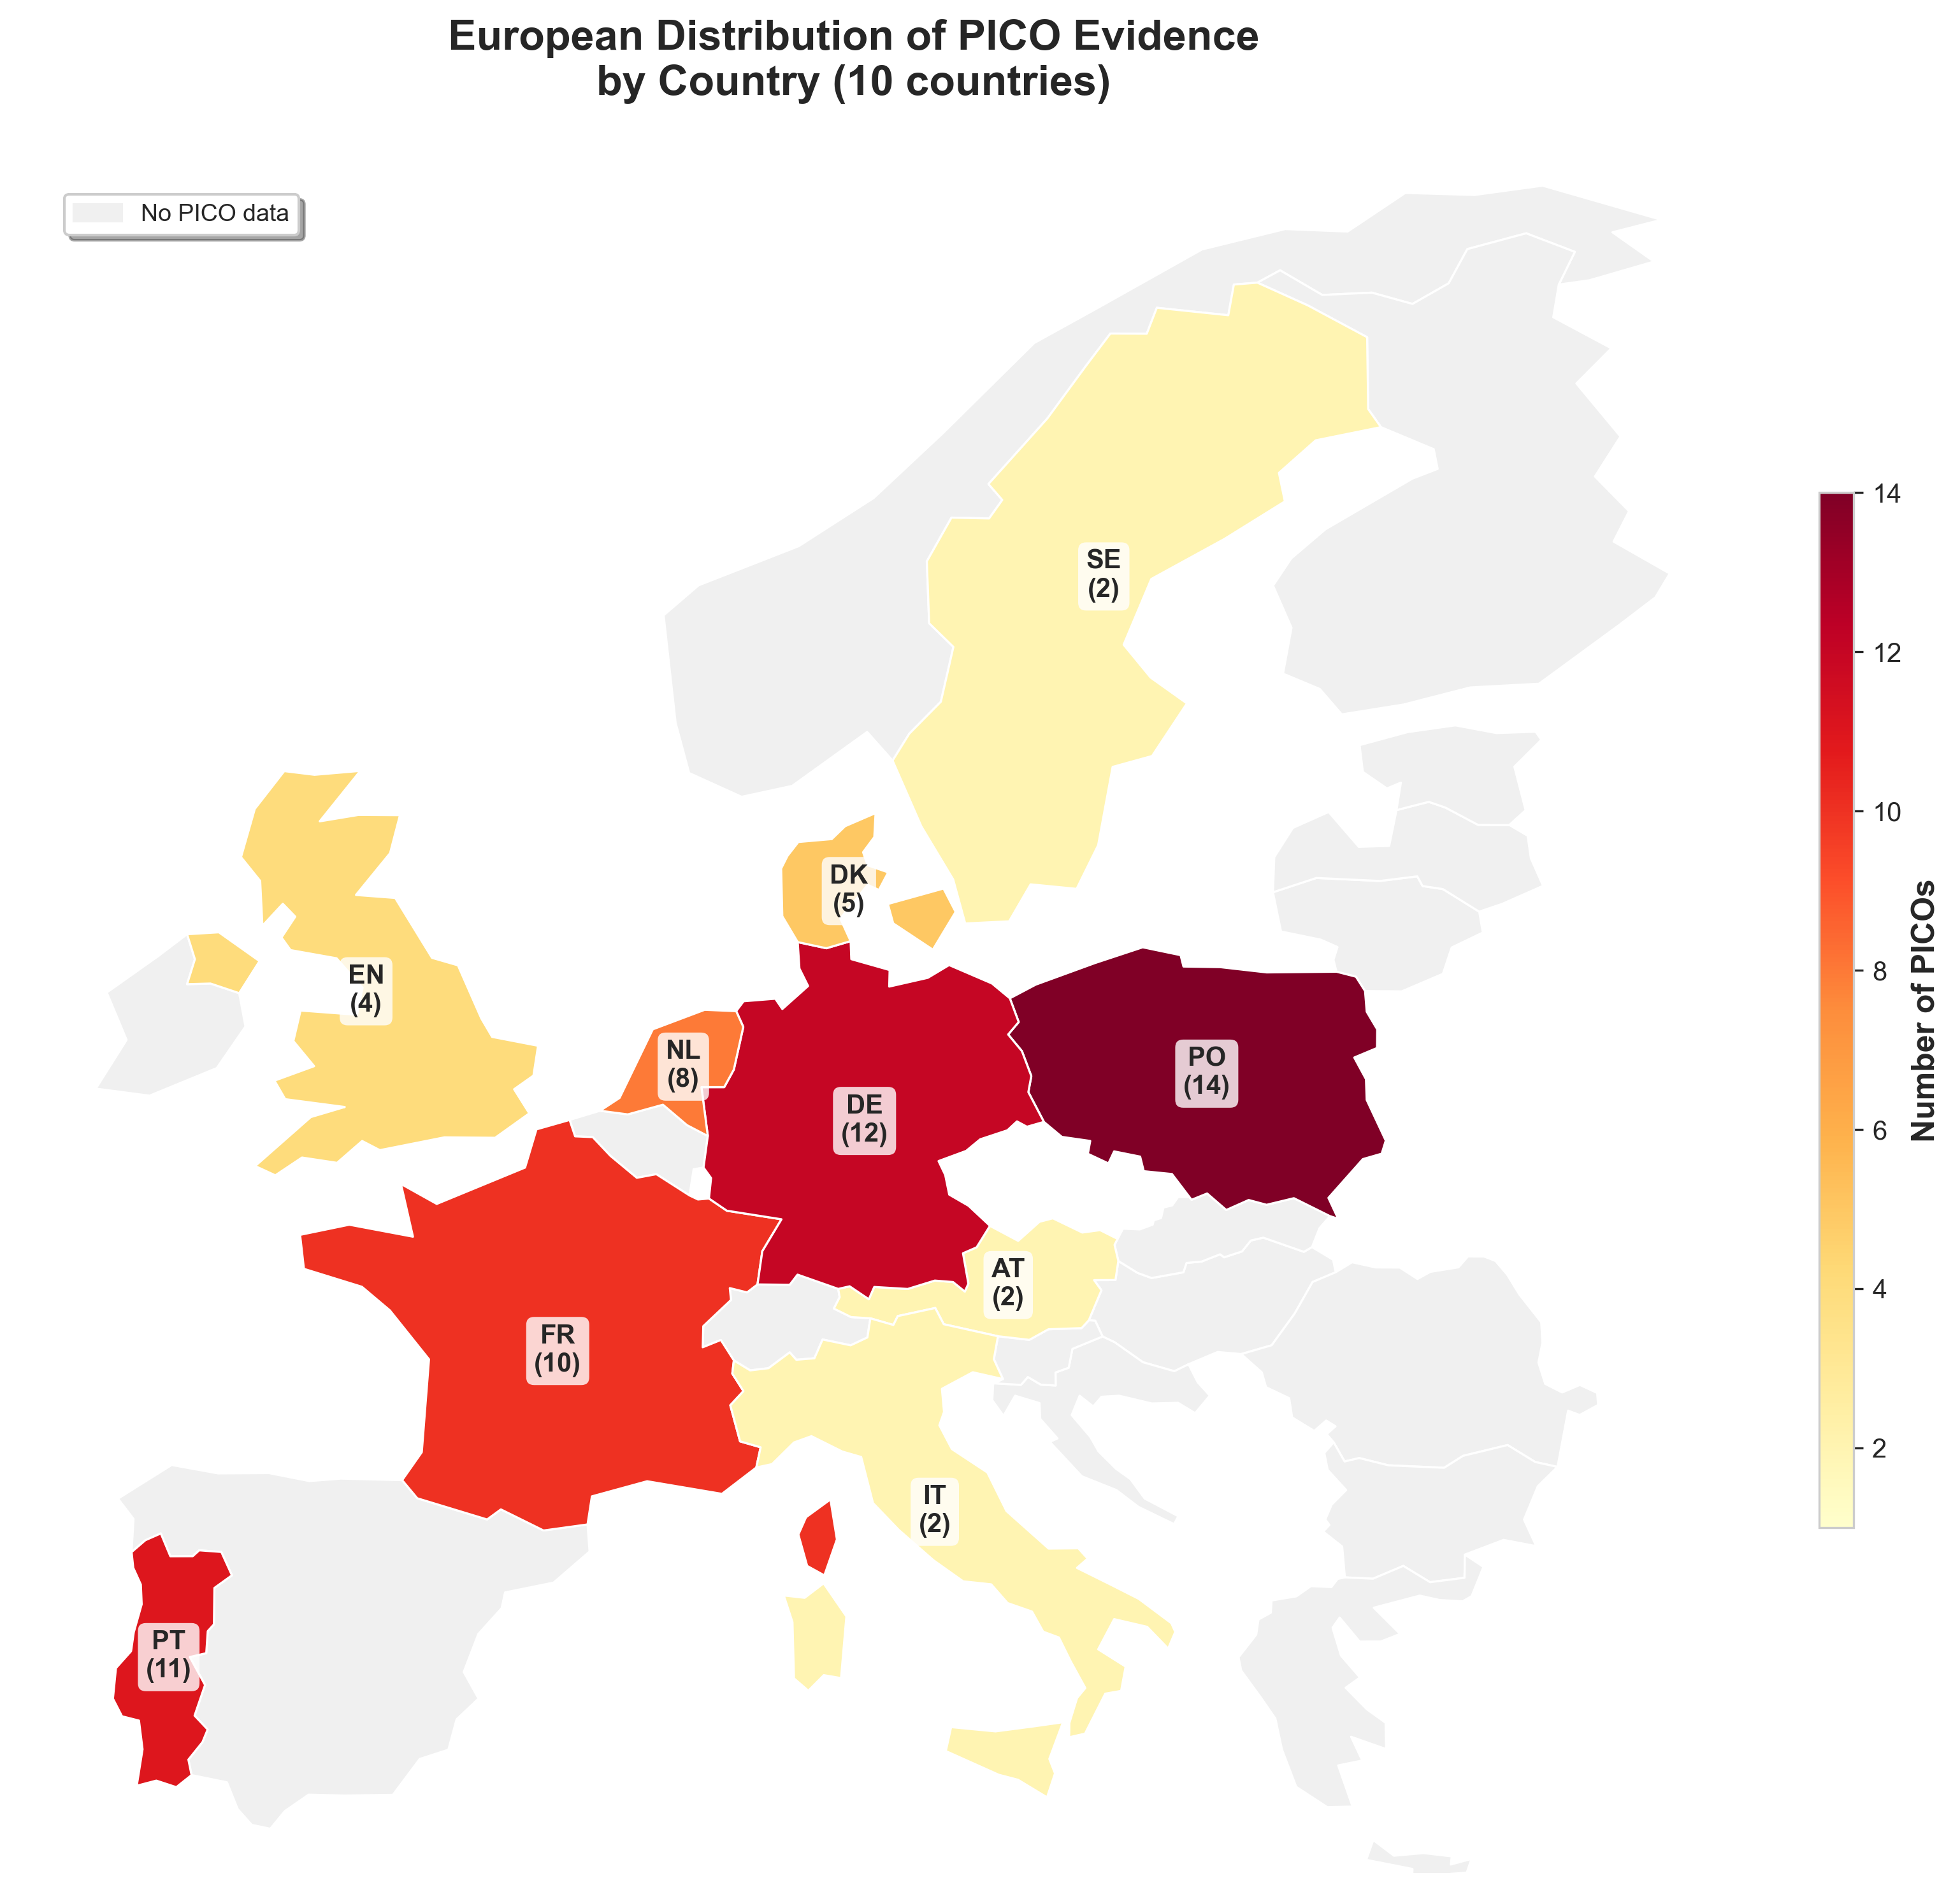 European Distribution of PICO Evidence
by Country (10 countries)
No PICO data
SE
(2)
DK
(5)
EN
(4)
NL
(8)
PO
(14)
DE
(12)
AT
(2)
FR
(10)
IT
(2)
PT
(11)
14
12
10
8
6
4
2
Number of PICOs